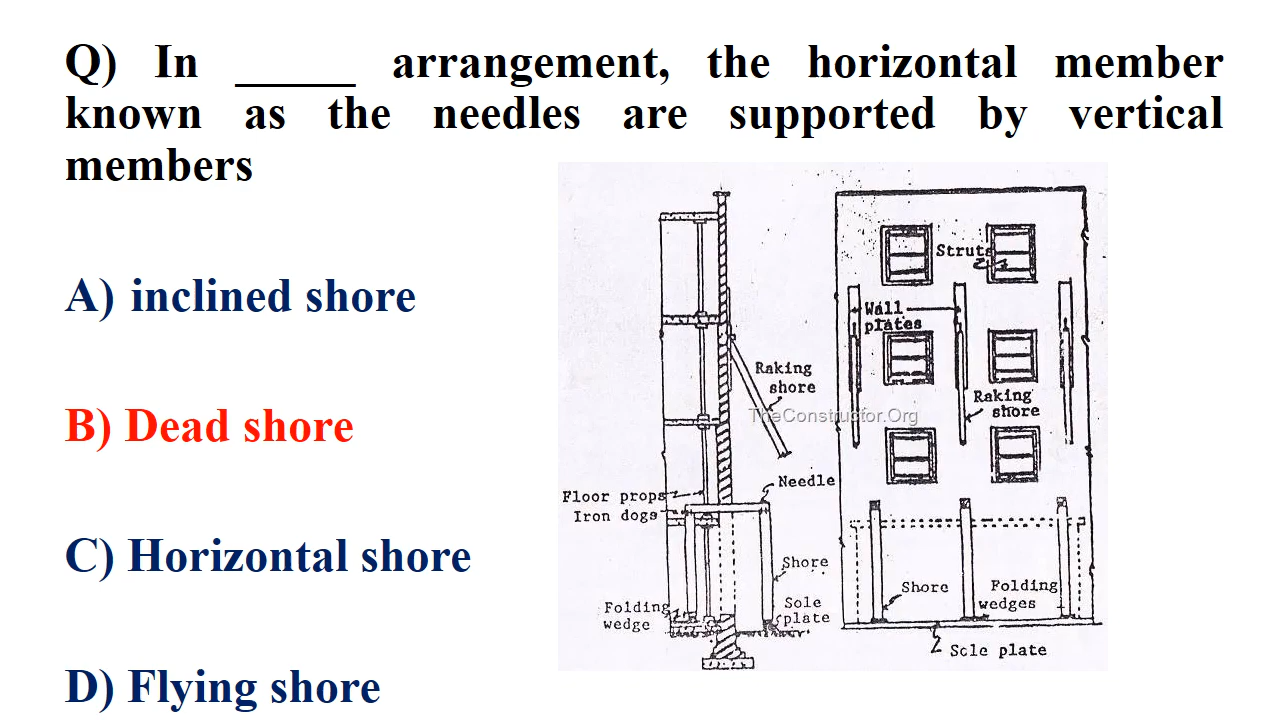 Q) In _____ arrangement, the horizontal member
known as the needles are supported by vertical
members
A) inclined shore
B) Dead shore
C) Horizontal shore
D) Flying shore
Struts
Wall
plates
Raking
shore
Raking
shore
TheConstructor.Org
Needle
Floor props
Iron dogs
Shore
Shore
Folding
wedges
Folding
wedge
Sole
plate
Sole plate